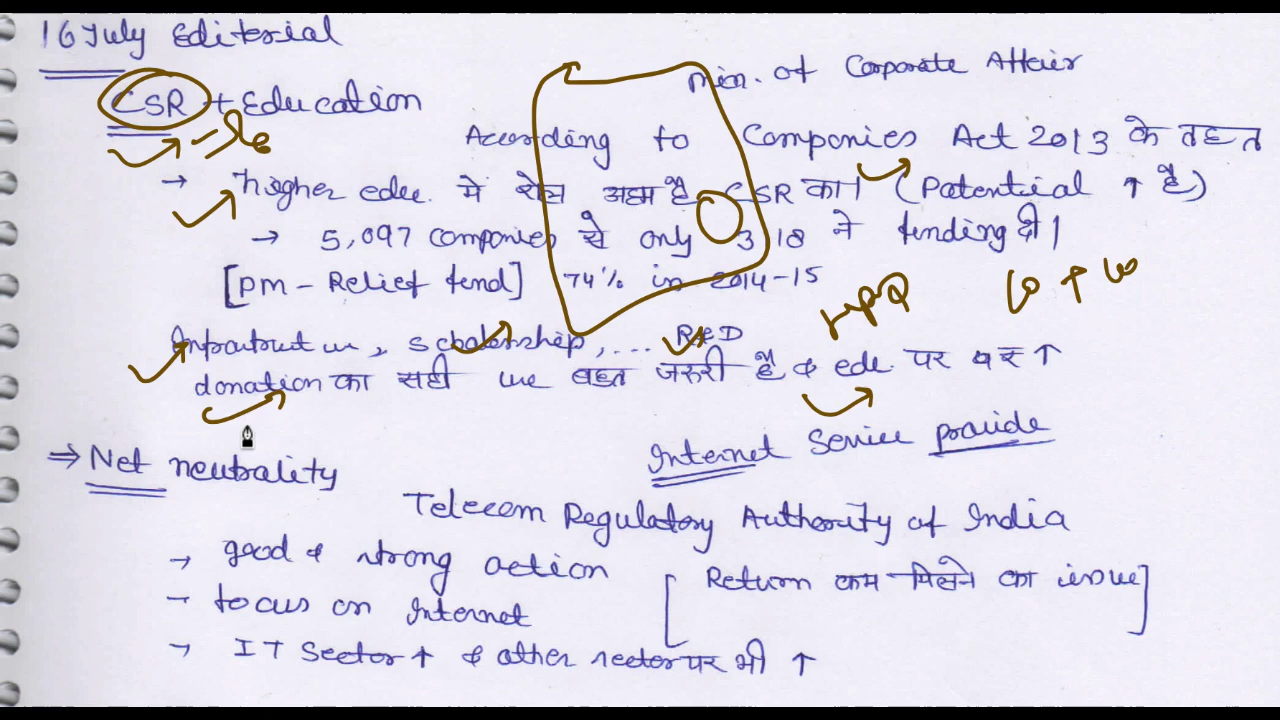 16 July Editorial
Min. of Corporate Affair
CSR + Education
According to Companies Act 2013 के तहत
→ higher edu. में रोल अहम है CSR का। (Potential ↑ है)
→ 5,097 companies से only 318 ने funding दी।
[PM - Relief fund] 74% in 2014-15
Infrastructure, scholarship, .... R&D
donation का सही use बहुत जरूरी है & edu. पर
⇒ Net neutrality
Internet Service provide
Telecom Regulatory Authority of India
→ good & strong action
[Return कम मिलने का issue]
→ focus on Internet
→ IT Sector ↑ & other sector पर भी ↑